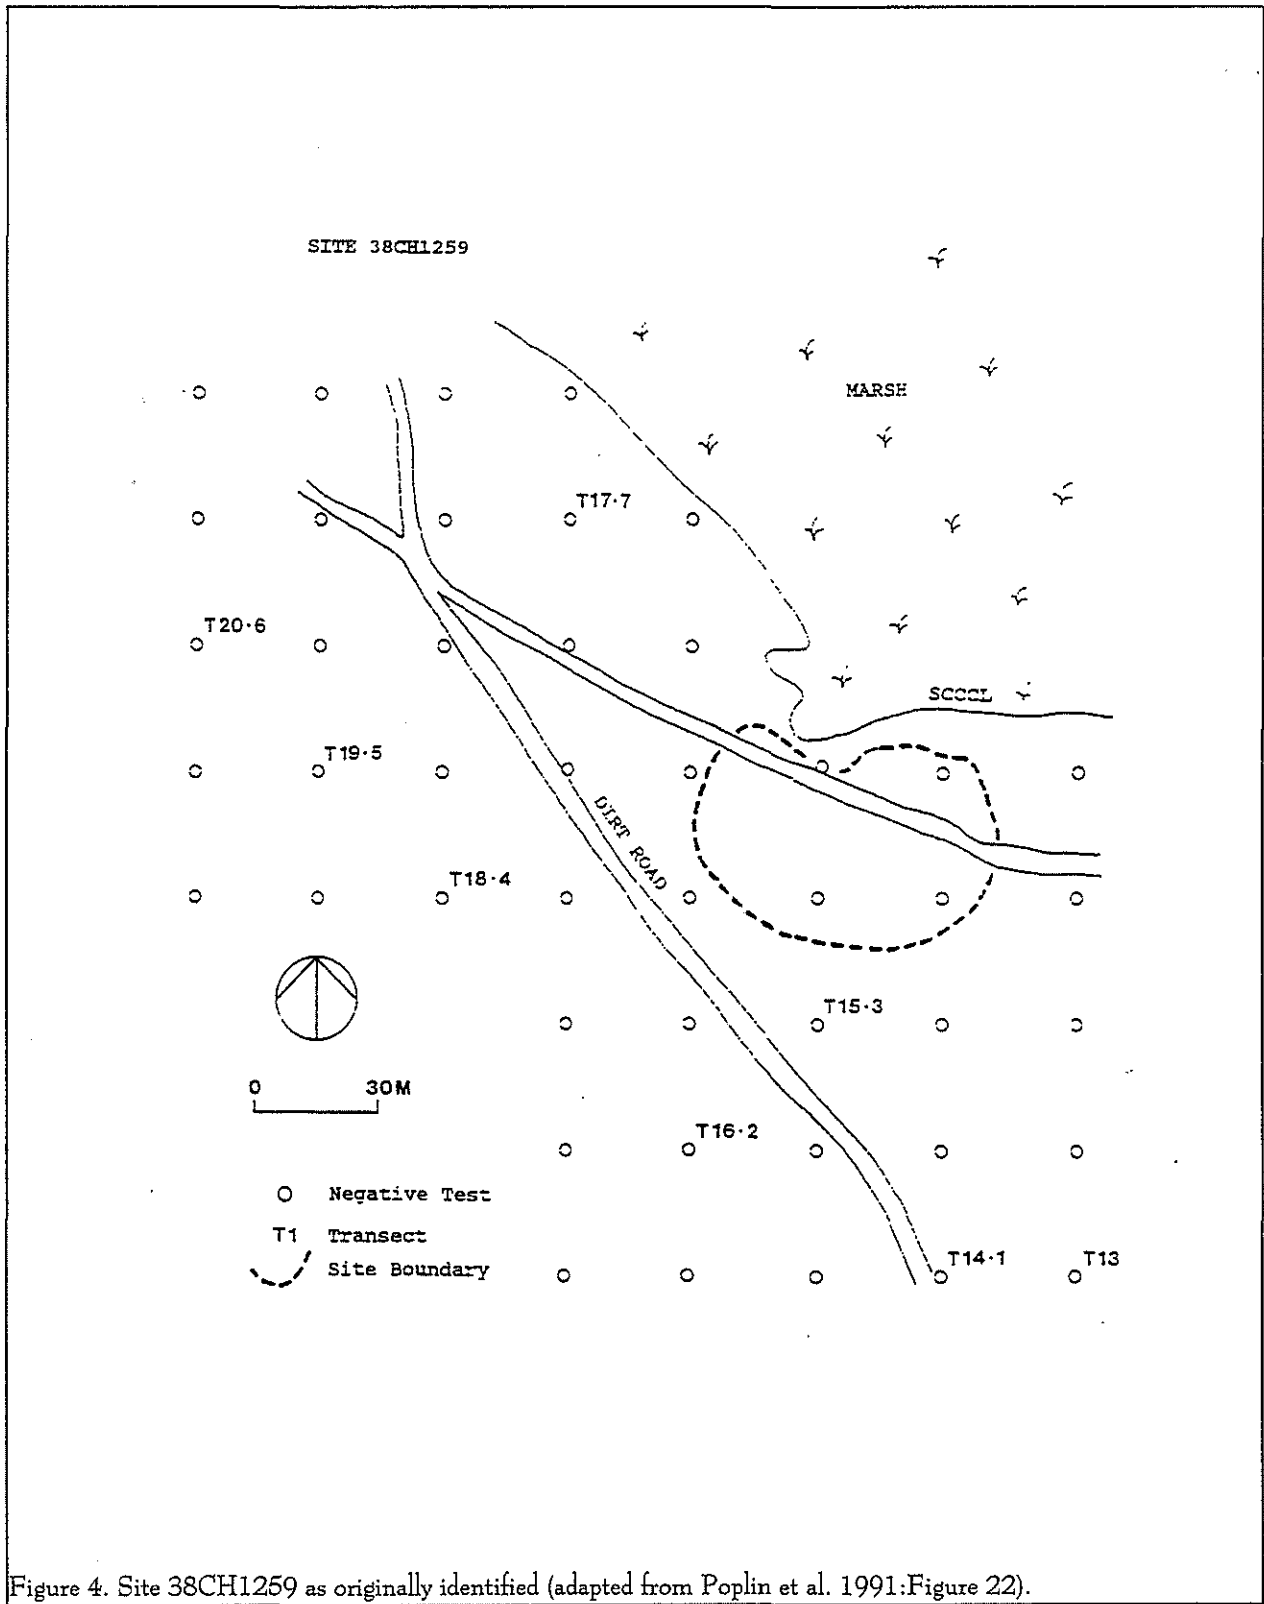 SITE 38CH1259
MARSH
T17·7
T20·6
SCCCL
T19·5
DIRT ROAD
T18·4
T15·3
0 30M
T16·2
Negative Test
T1 Transect
Site Boundary
T14·1 T13
Figure 4. Site 38CH1259 as originally identified (adapted from Poplin et al. 1991:Figure 22).